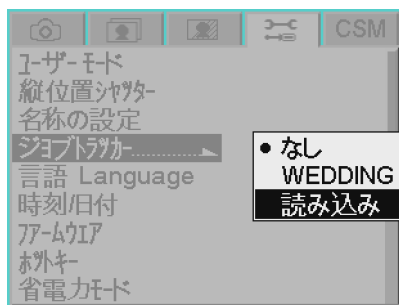 CSM
ﾕｰｻﾞｰ ﾓｰﾄﾞ
縦位置ｼｬｯﾀｰ
名称の設定
ｼﾞｮﾌﾞﾄﾗｯｶｰ.............
なし
WEDDING
読み込み
言語 Language
時刻/日付
ﾌｧｰﾑｳｪｱ
ﾎｯﾄｷｰ
省電力ﾓｰﾄﾞ